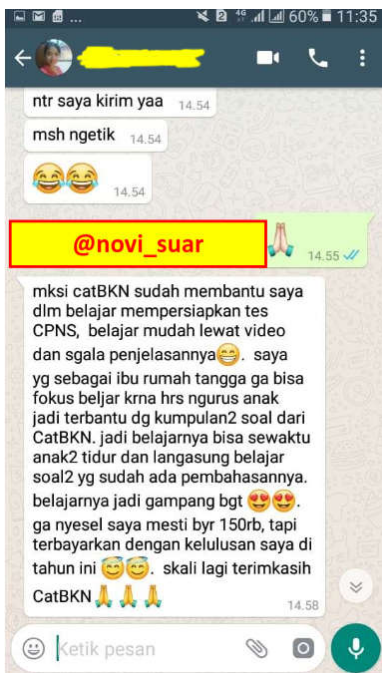 ... 4G 60% 11:35
ntr saya kirim yaa 14.54
msh ngetik 14.54
14.54
@novi_suar
14.55
mksi catBKN sudah membantu saya
dlm belajar mempersiapkan tes
CPNS, belajar mudah lewat video
dan sgala penjelasannya😁. saya
yg sebagai ibu rumah tangga ga bisa
fokus beljar krna hrs ngurus anak
jadi terbantu dg kumpulan2 soal dari
CatBKN. jadi belajarnya bisa sewaktu
anak2 tidur dan langasung belajar
soal2 yg sudah ada pembahasannya.
belajarnya jadi gampang bgt 😍😍.
ga nyesel saya mesti byr 150rb, tapi
terbayarkan dengan kelulusan saya di
tahun ini 😇😇. skali lagi terimkasih
CatBKN🙏🙏🙏
14.58
Ketik pesan